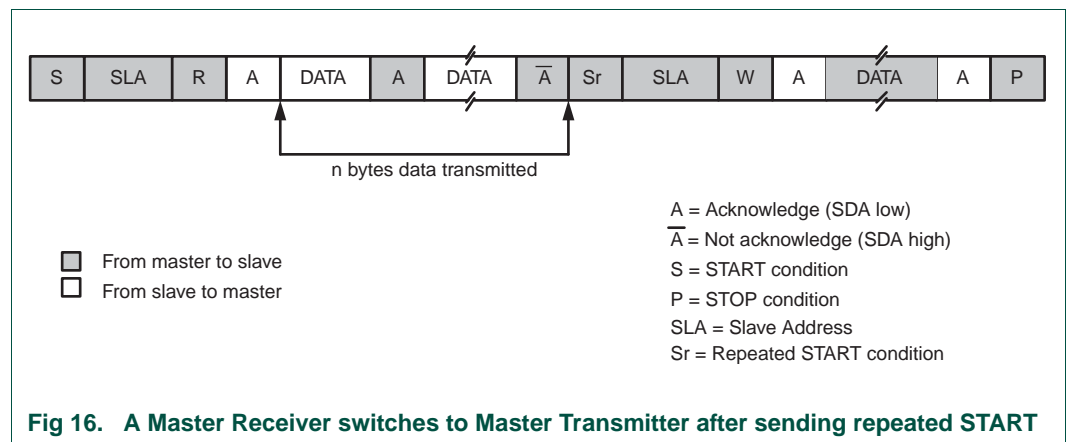 S SLA R A DATA A DATA A̅ Sr SLA W A DATA A P
n bytes data transmitted
From master to slave
From slave to master
A = Acknowledge (SDA low)
A̅ = Not acknowledge (SDA high)
S = START condition
P = STOP condition
SLA = Slave Address
Sr = Repeated START condition
Fig 16. A Master Receiver switches to Master Transmitter after sending repeated START